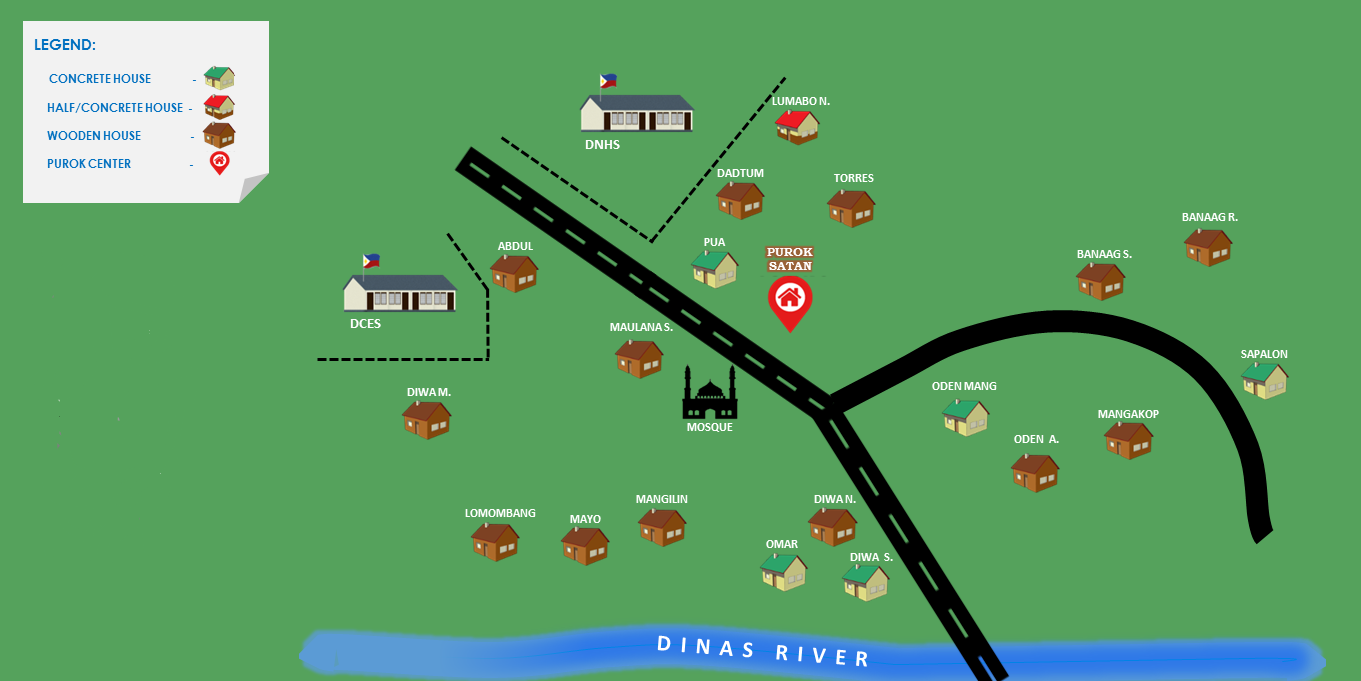 LEGEND:
CONCRETE HOUSE -
HALF/CONCRETE HOUSE -
WOODEN HOUSE -
PUROK CENTER -
LUMABO N.
DNHS
DADTUM
TORRES
BANAAG R.
ABDUL
PUA
PUROK
SATAN
BANAAG S.
DCES
MAULANA S.
SAPALON
DIWA M.
ODEN MANG
MOSQUE
MANGAKOP
ODEN A.
LOMOMBANG
MAYO
MANGILIN
DIWA N.
OMAR
DIWA S.
DINAS RIVER